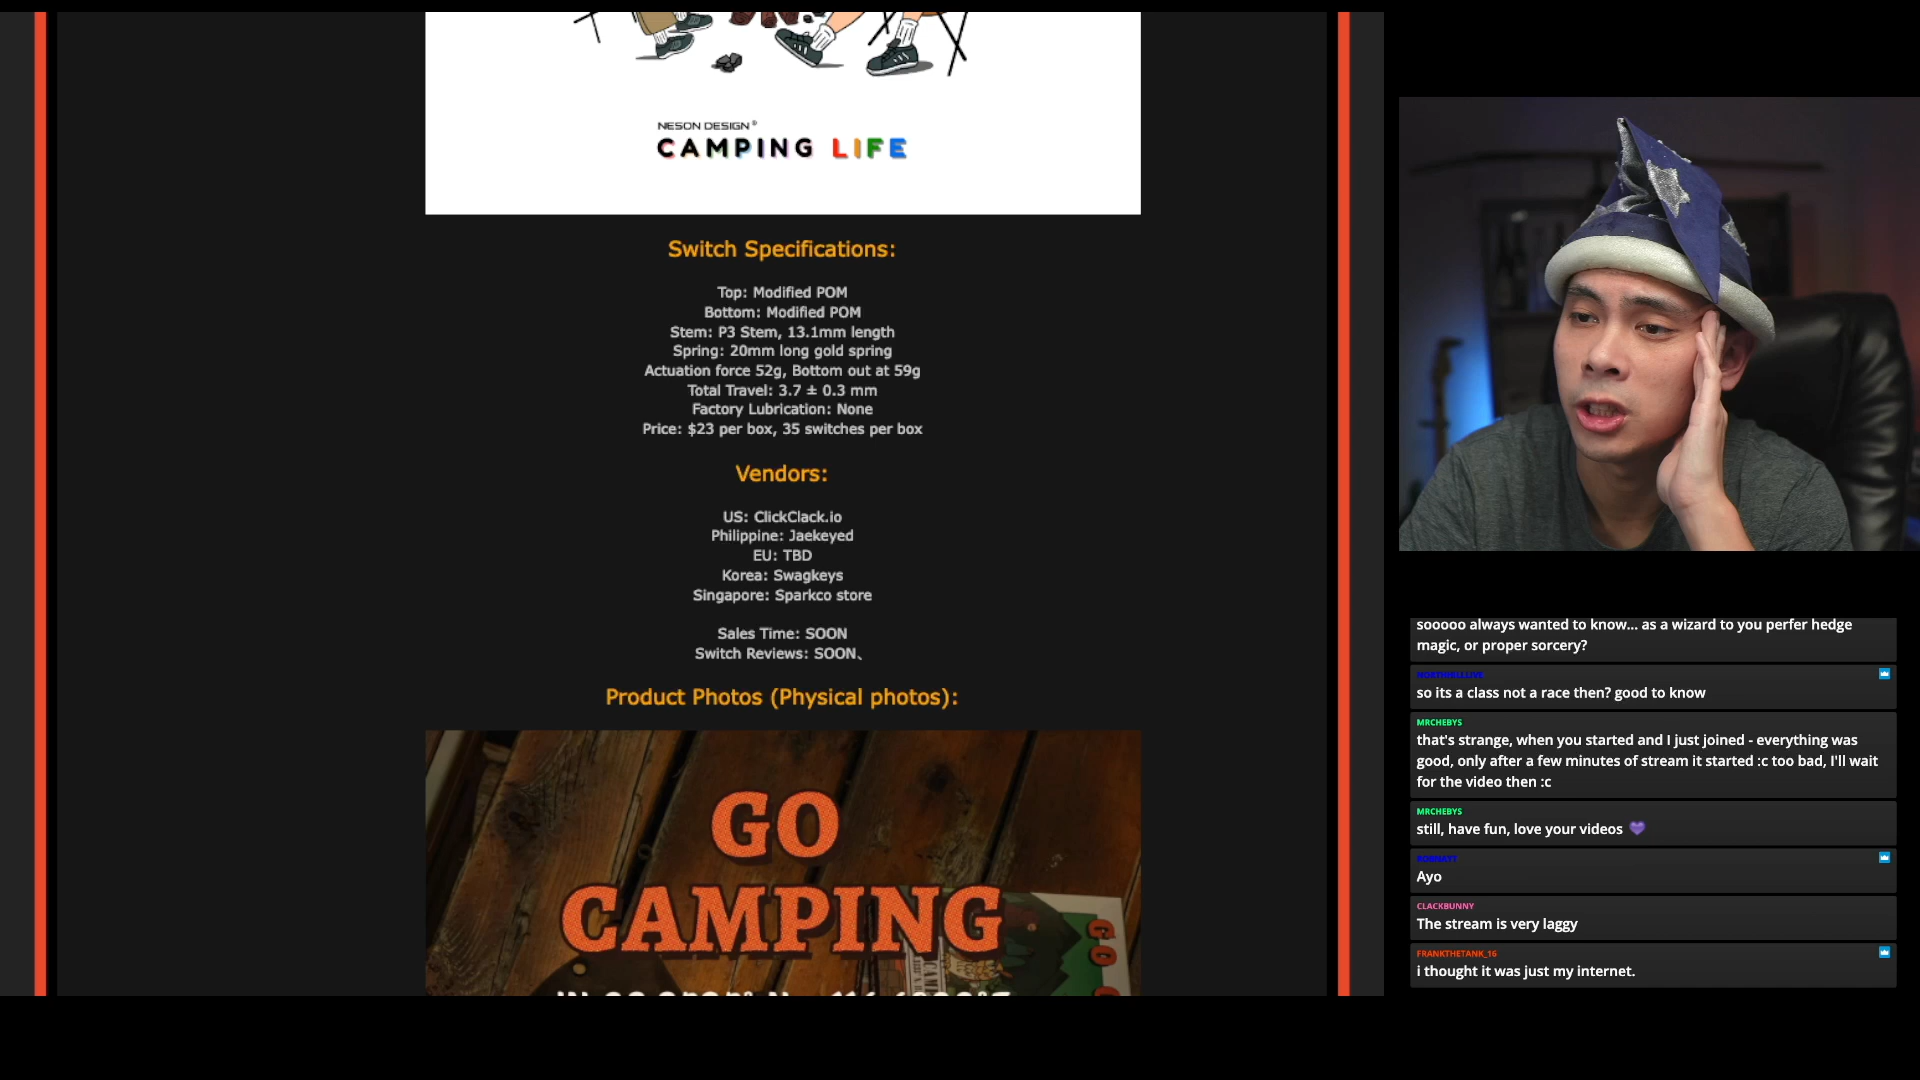 NESON DESIGN®
CAMPING LIFE
Switch Specifications:
Top: Modified POM
Bottom: Modified POM
Stem: P3 Stem, 13.1mm length
Spring: 20mm long gold spring
Actuation force 52g, Bottom out at 59g
Total Travel: 3.7 ± 0.3 mm
Factory Lubrication: None
Price: $23 per box, 35 switches per box
Vendors:
US: ClickClack.io
Philippine: Jaekeyed
EU: TBD
Korea: Swagkeys
Singapore: Sparkco store
Sales Time: SOON
Switch Reviews: SOON、
Product Photos (Physical photos):
GO
CAMPING
GO
sooooo always wanted to know... as a wizard to you perfer hedge
magic, or proper sorcery?
so its a class not a race then? good to know
MRCHEBYS
that's strange, when you started and I just joined - everything was
good, only after a few minutes of stream it started :c too bad, I'll wait
for the video then :c
MRCHEBYS
still, have fun, love your videos 💜
Ayo
CLACKBUNNY
The stream is very laggy
FRANKTHETANK_16
i thought it was just my internet.